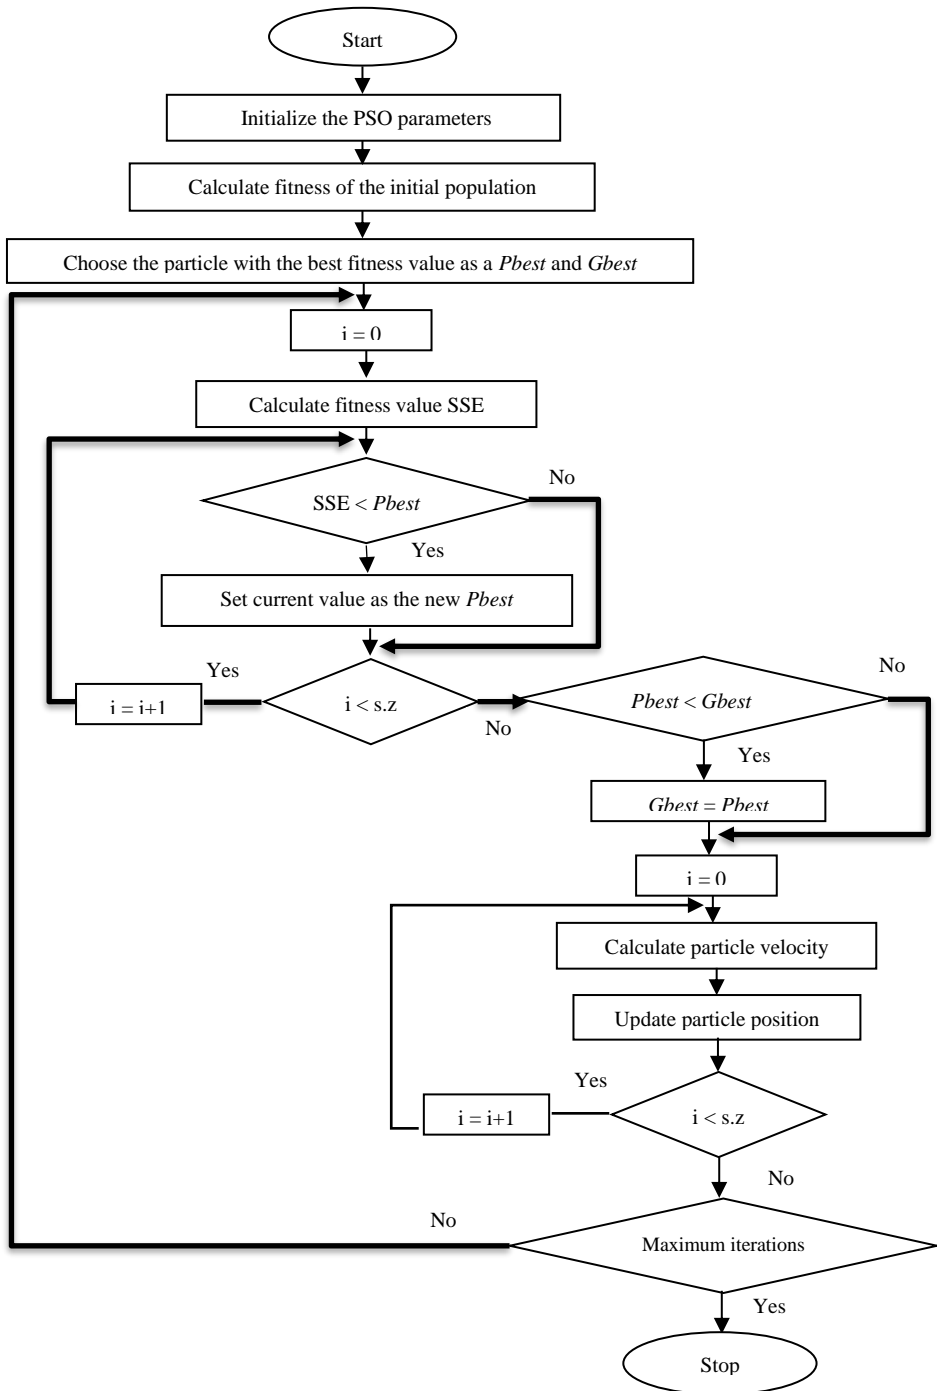 Start
Initialize the PSO parameters
Calculate fitness of the initial population
Choose the particle with the best fitness value as a Pbest and Gbest
i = 0
Calculate fitness value SSE
No
SSE < Pbest
Yes
Set current value as the new Pbest
Yes
No
i < s.z
Pbest < Gbest
i = i+1
No
Yes
Gbest = Pbest
i = 0
Calculate particle velocity
Update particle position
Yes
i = i+1
i < s.z
No
No
Maximum iterations
Yes
Stop